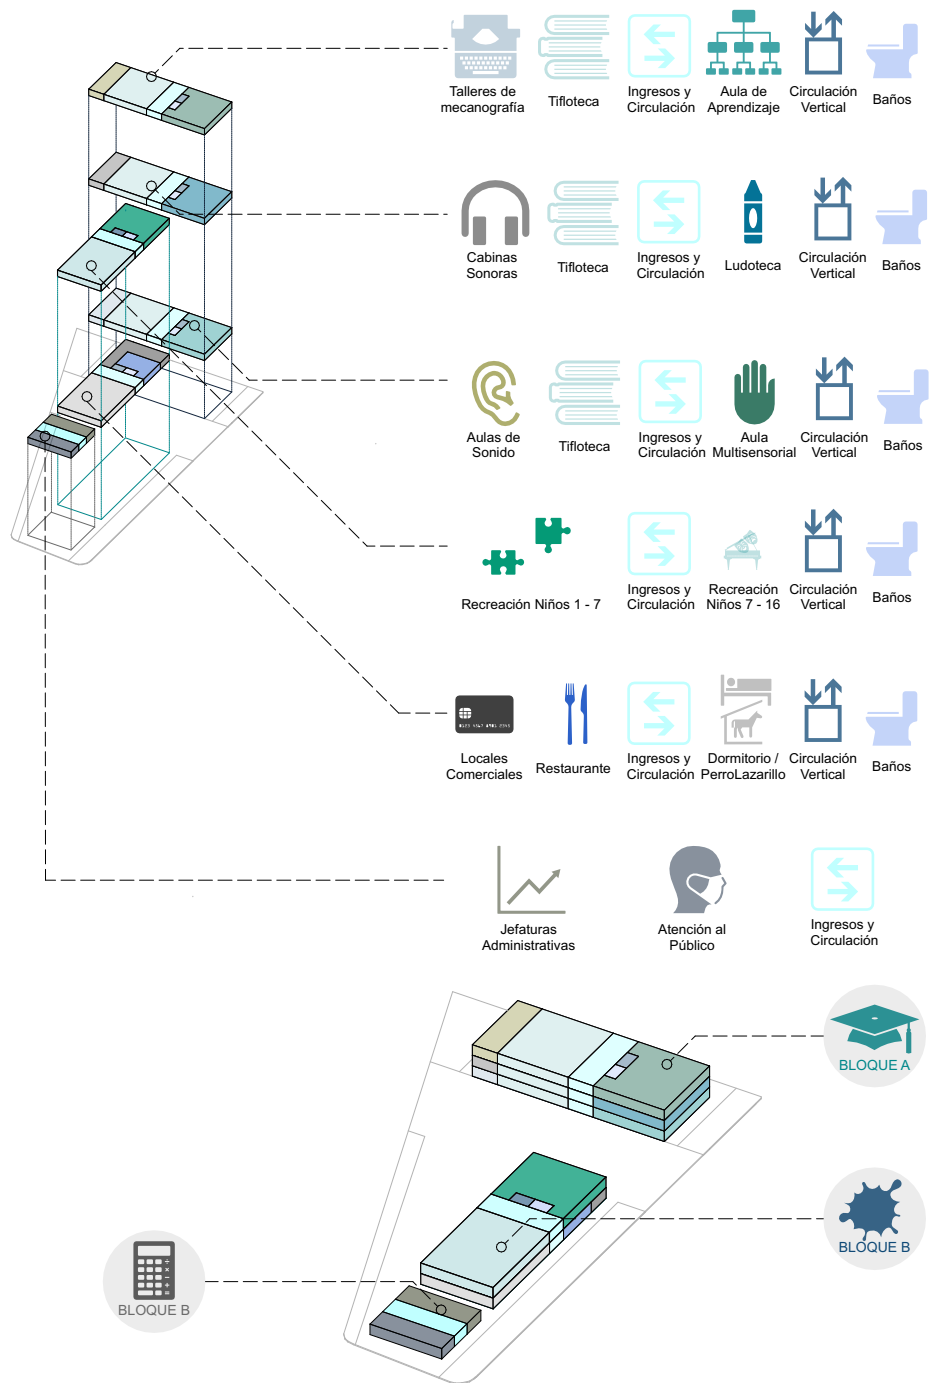 Talleres de
mecanografía
Tifloteca
Ingresos y
Circulación
Aula de
Aprendizaje
Circulación
Vertical
Baños
Cabinas
Sonoras
Tifloteca
Ingresos y
Circulación
Ludoteca
Circulación
Vertical
Baños
Aulas de
Sonido
Tifloteca
Ingresos y
Circulación
Aula
Multisensorial
Circulación
Vertical
Baños
Recreación Niños 1 - 7
Ingresos y
Circulación
Recreación
Niños 7 - 16
Circulación
Vertical
Baños
Locales
Comerciales
Restaurante
Ingresos y
Circulación
Dormitorio /
PerroLazarillo
Circulación
Vertical
Baños
Jefaturas
Administrativas
Atención al
Público
Ingresos y
Circulación
BLOQUE A
BLOQUE B
BLOQUE B